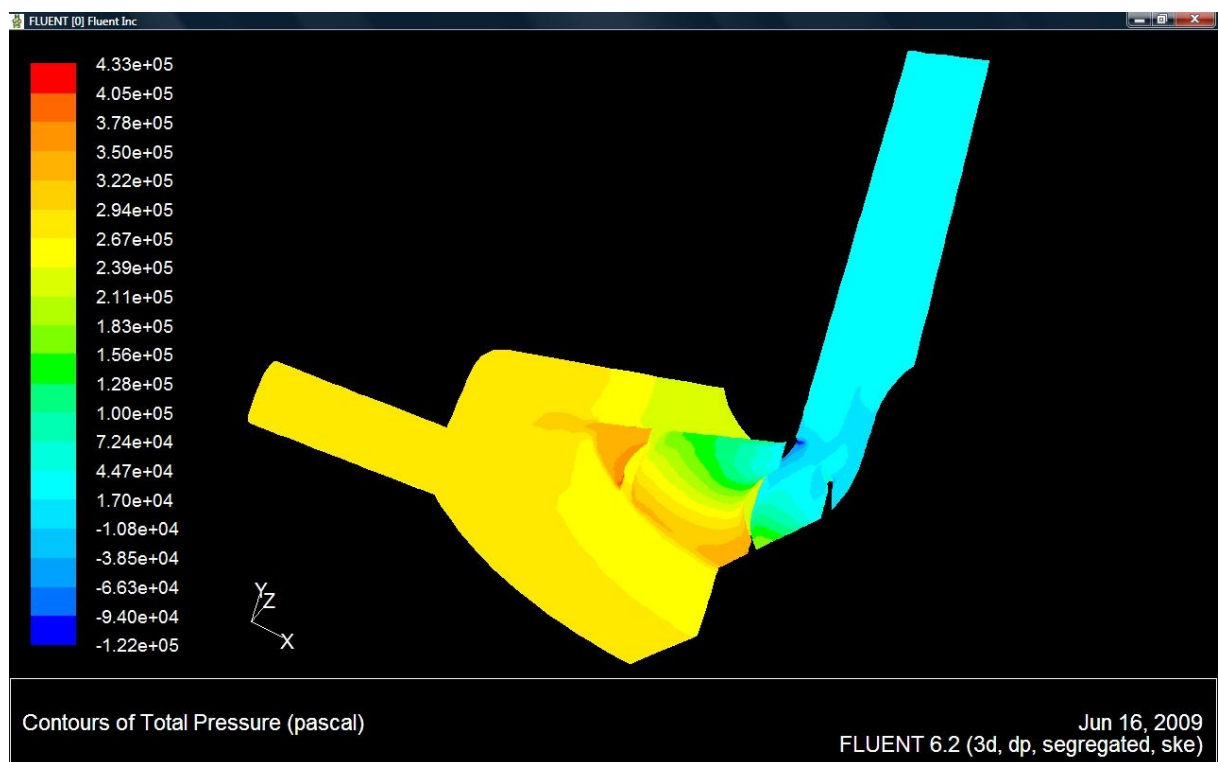 FLUENT [0] Fluent Inc
4.33e+05
4.05e+05
3.78e+05
3.50e+05
3.22e+05
2.94e+05
2.67e+05
2.39e+05
2.11e+05
1.83e+05
1.56e+05
1.28e+05
1.00e+05
7.24e+04
4.47e+04
1.70e+04
-1.08e+04
-3.85e+04
-6.63e+04
-9.40e+04
-1.22e+05
Y
Z
X
Contours of Total Pressure (pascal)
Jun 16, 2009
FLUENT 6.2 (3d, dp, segregated, ske)